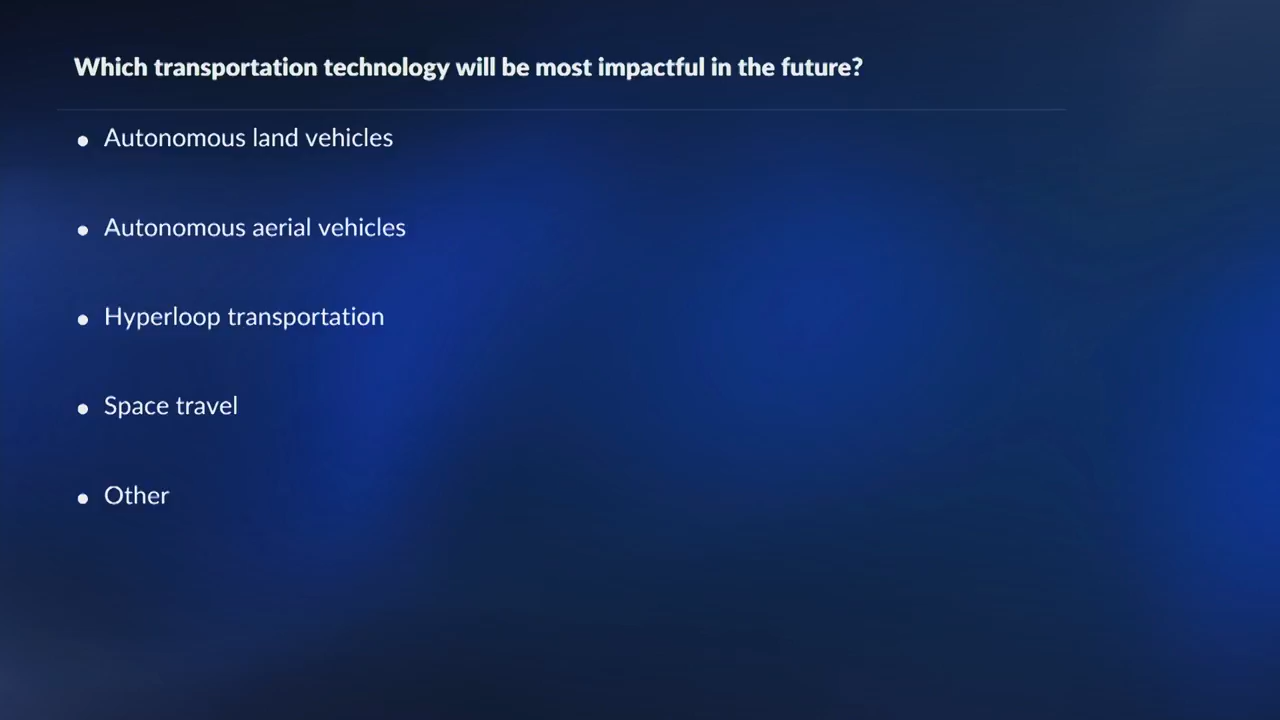 Which transportation technology will be most impactful in the future?
• Autonomous land vehicles
• Autonomous aerial vehicles
• Hyperloop transportation
• Space travel
• Other